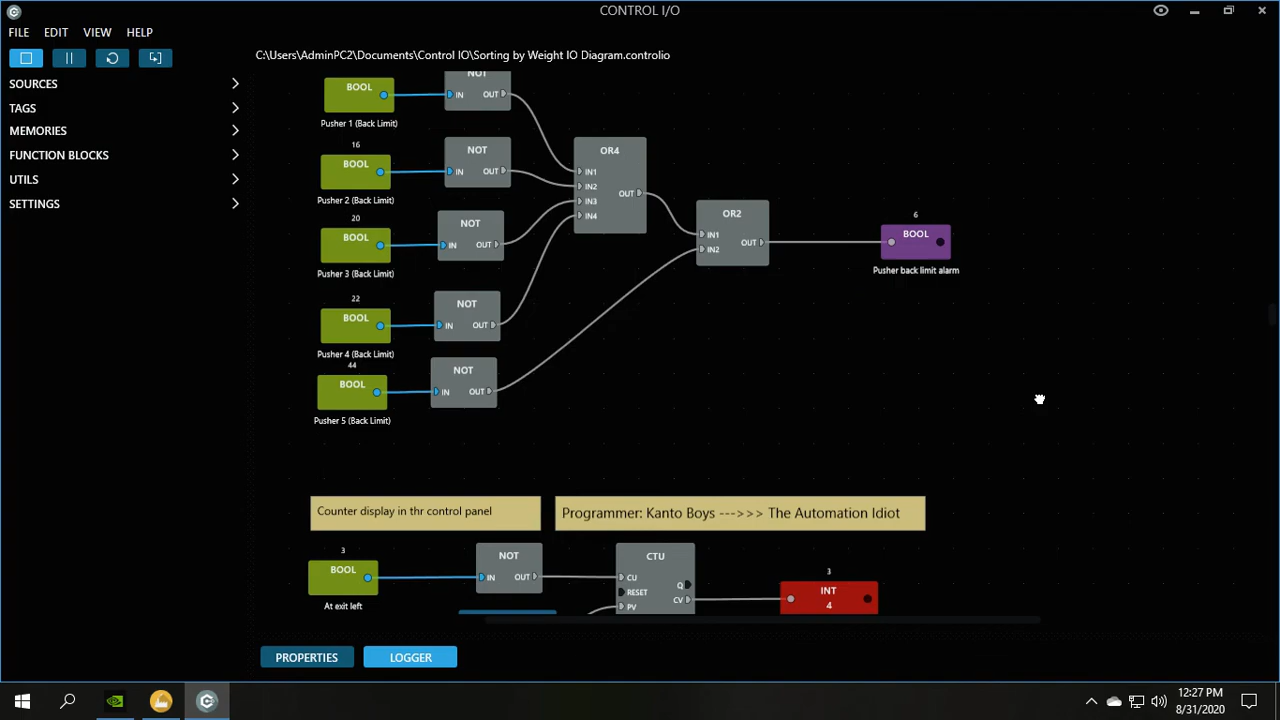 CONTROL I/O
FILE EDIT VIEW HELP
C:\Users\AdminPC2\Documents\Control IO\Sorting by Weight IO Diagram.controlio
SOURCES
TAGS
MEMORIES
FUNCTION BLOCKS
UTILS
SETTINGS
NOT
BOOL
IN OUT
Pusher 1 (Back Limit)
16
BOOL
NOT
IN OUT
Pusher 2 (Back Limit)
OR4
IN1
IN2
IN3
IN4
OUT
20
BOOL
NOT
IN OUT
Pusher 3 (Back Limit)
OR2
IN1
IN2
OUT
6
BOOL
Pusher back limit alarm
22
BOOL
NOT
IN OUT
Pusher 4 (Back Limit)
44
BOOL
NOT
IN OUT
Pusher 5 (Back Limit)
Counter display in thr control panel
Programmer: Kanto Boys --->>> The Automation Idiot
3
BOOL
At exit left
NOT
IN OUT
CTU
CU
RESET
PV
Q
CV
3
INT
4
PROPERTIES
LOGGER
12:27 PM
8/31/2020